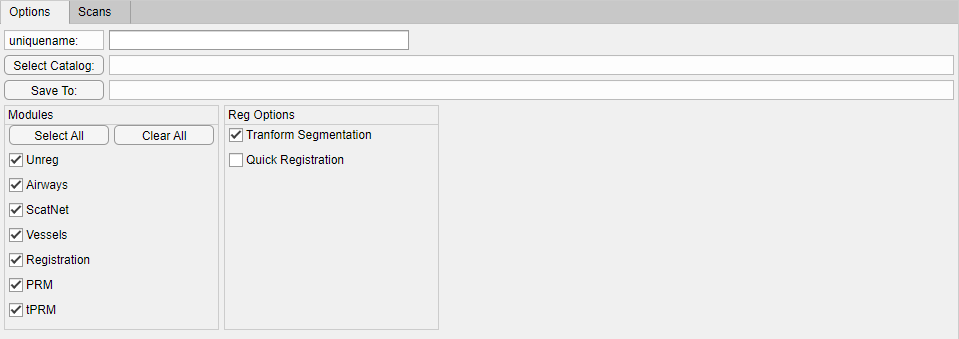 Options Scans
uniquename:
Select Catalog:
Save To:
Modules Reg Options
Select All Clear All Tranform Segmentation
Unreg Quick Registration
Airways
ScatNet
Vessels
Registration
PRM
tPRM